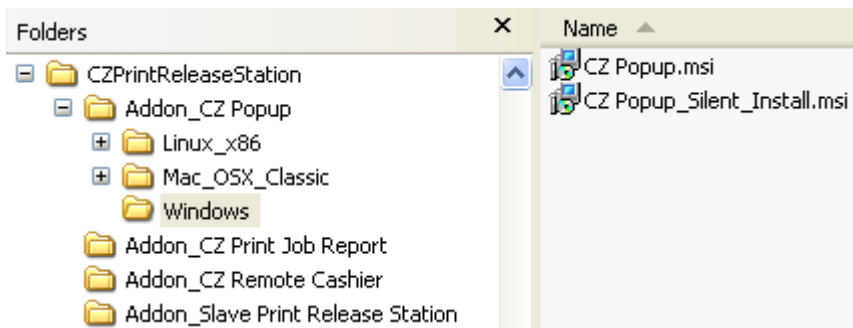 Folders
CZPrintReleaseStation
Addon_CZ Popup
Linux_x86
Mac_OSX_Classic
Windows
Addon_CZ Print Job Report
Addon_CZ Remote Cashier
Addon_Slave Print Release Station
Name
CZ Popup.msi
CZ Popup_Silent_Install.msi